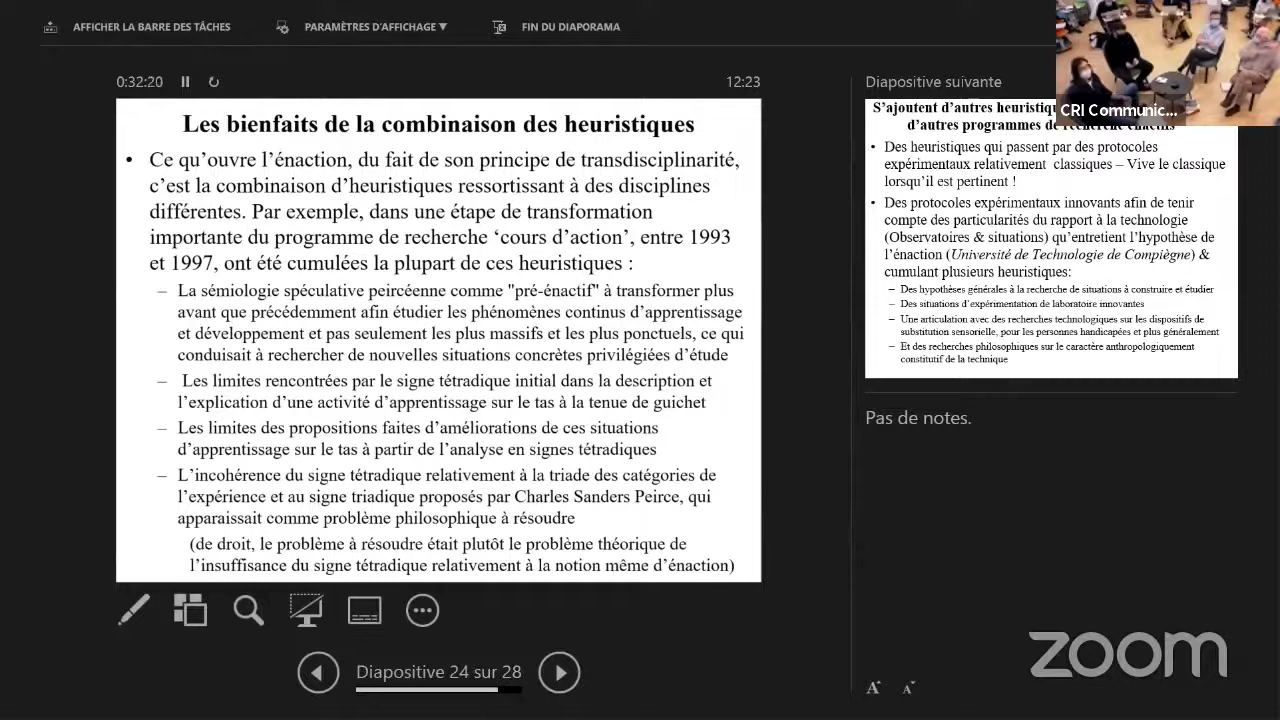 AFFICHER LA BARRE DES TÂCHES
PARAMÈTRES D'AFFICHAGE ▼
FIN DU DIAPORAMA
0:32:20
12:23
Les bienfaits de la combinaison des heuristiques
• Ce qu'ouvre l'énaction, du fait de son principe de transdisciplinarité,
c'est la combinaison d'heuristiques ressortissant à des disciplines
différentes. Par exemple, dans une étape de transformation
importante du programme de recherche 'cours d'action', entre 1993
et 1997, ont été cumulées la plupart de ces heuristiques :
– La sémiologie spéculative peircéenne comme "pré-énactif" à transformer plus
avant que précédemment afin étudier les phénomènes continus d'apprentissage
et développement et pas seulement les plus massifs et les plus ponctuels, ce qui
conduisait à rechercher de nouvelles situations concrètes privilégiées d'étude
– Les limites rencontrées par le signe tétradique initial dans la description et
l'explication d'une activité d'apprentissage sur le tas à la tenue de guichet
– Les limites des propositions faites d'améliorations de ces situations
d'apprentissage sur le tas à partir de l'analyse en signes tétradiques
– L'incohérence du signe tétradique relativement à la triade des catégories de
l'expérience et au signe triadique proposés par Charles Sanders Peirce, qui
apparaissait comme problème philosophique à résoudre
(de droit, le problème à résoudre était plutôt le problème théorique de
l'insuffisance du signe tétradique relativement à la notion même d'énaction)
Diapositive 24 sur 28
Diapositive suivante
CRI Communic...
S'ajoutent d'autres
d'autres programmes de
• Des heuristiques qui passent par des protocoles
expérimentaux relativement classiques – Vive le classique
lorsqu'il est pertinent !
• Des protocoles expérimentaux innovants afin de tenir
compte des particularités du rapport à la technologie
(Observatoires & situations) qu'entretient l'hypothèse de
l'énaction (Université de Technologie de Compiègne) &
cumulant plusieurs heuristiques:
– Des hypothèses générales à la recherche de situations à construire et étudier
– Des situations d'expérimentation de laboratoire innovantes
– Une articulation avec des recherches technologiques sur les dispositifs de
substitution sensorielle, pour les personnes handicapées et plus généralement
– Et des recherches philosophiques sur le caractère anthropologiquement
constitutif de la technique
Pas de notes.
A A
zoom